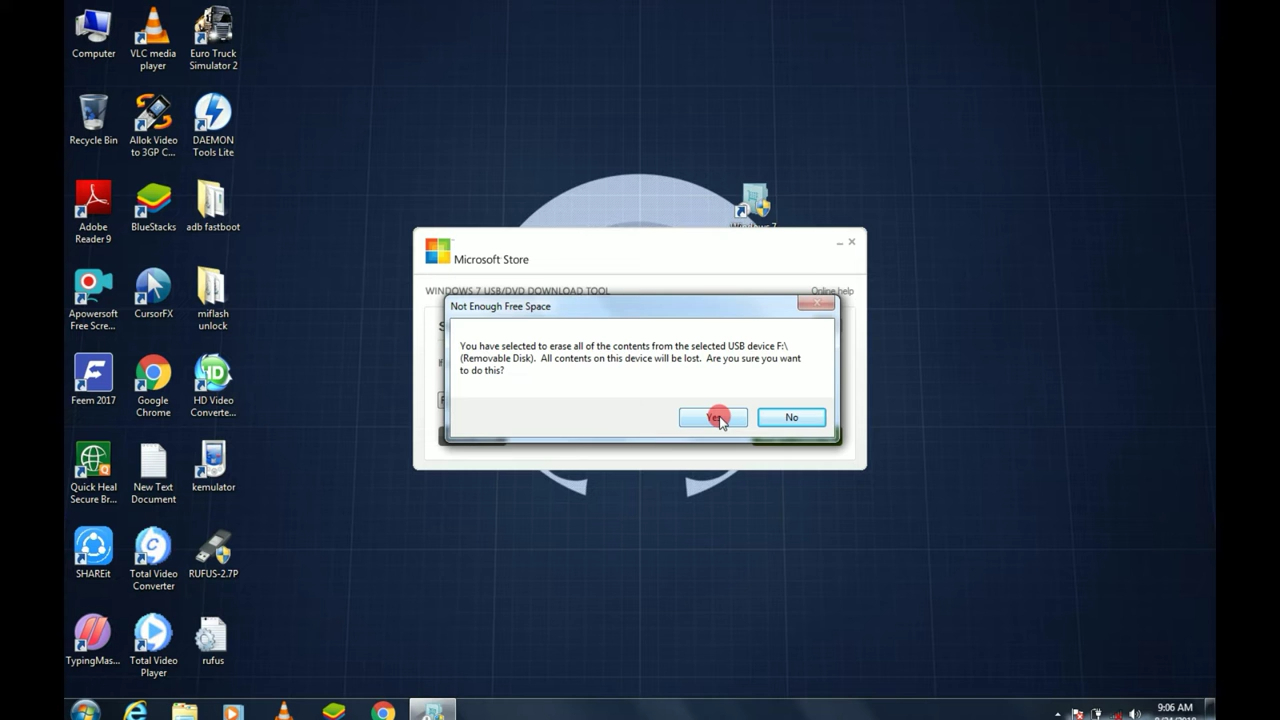 Computer
VLC media
player
Euro Truck
Simulator 2
Recycle Bin
Allok Video
to 3GP C...
DAEMON
Tools Lite
Adobe
Reader 9
BlueStacks
adb fastboot
Apowersoft
Free Scre...
CursorFX
miflash
unlock
Feem 2017
Google
Chrome
HD Video
Converte...
Quick Heal
Secure Br...
New Text
Document
kemulator
SHAREit
Total Video
Converter
RUFUS-2.7P
TypingMas...
Total Video
Player
rufus
Windows 7
Microsoft Store
WINDOWS 7 USB/DVD DOWNLOAD TOOL
Online help
Not Enough Free Space
You have selected to erase all of the contents from the selected USB device F:\
(Removable Disk). All contents on this device will be lost. Are you sure you want
to do this?
Yes
No
9:06 AM